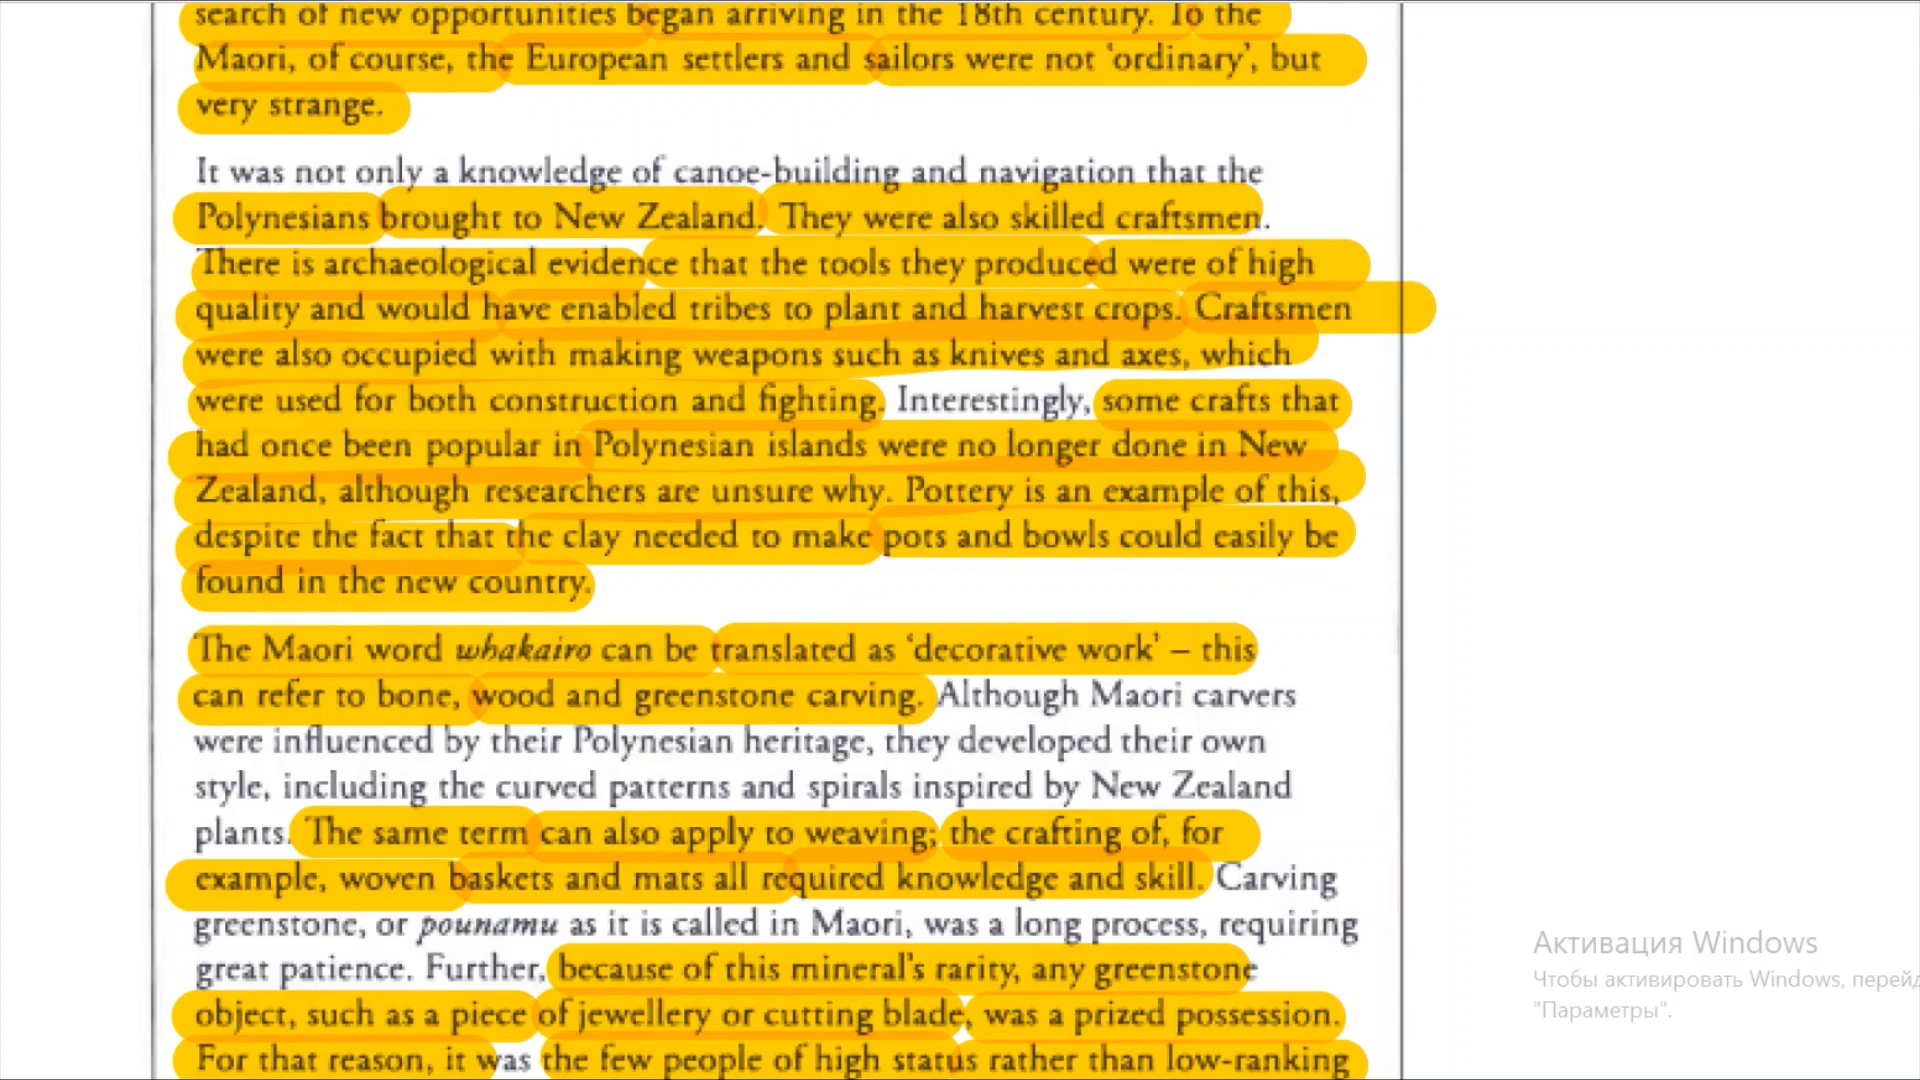 search of new opportunities began arriving in the 18th century. To the
Maori, of course, the European settlers and sailors were not ‘ordinary’, but
very strange.
It was not only a knowledge of canoe-building and navigation that the
Polynesians brought to New Zealand. They were also skilled craftsmen.
There is archaeological evidence that the tools they produced were of high
quality and would have enabled tribes to plant and harvest crops. Craftsmen
were also occupied with making weapons such as knives and axes, which
were used for both construction and fighting. Interestingly, some crafts that
had once been popular in Polynesian islands were no longer done in New
Zealand, although researchers are unsure why. Pottery is an example of this,
despite the fact that the clay needed to make pots and bowls could easily be
found in the new country.
The Maori word whakairo can be translated as ‘decorative work’ – this
can refer to bone, wood and greenstone carving. Although Maori carvers
were influenced by their Polynesian heritage, they developed their own
style, including the curved patterns and spirals inspired by New Zealand
plants. The same term can also apply to weaving; the crafting of, for
example, woven baskets and mats all required knowledge and skill. Carving
greenstone, or pounamu as it is called in Maori, was a long process, requiring
great patience. Further, because of this mineral’s rarity, any greenstone
object, such as a piece of jewellery or cutting blade, was a prized possession.
For that reason, it was the few people of high status rather than low-ranking
Активация Windows
Чтобы активировать Windows, перейд
"Параметры".